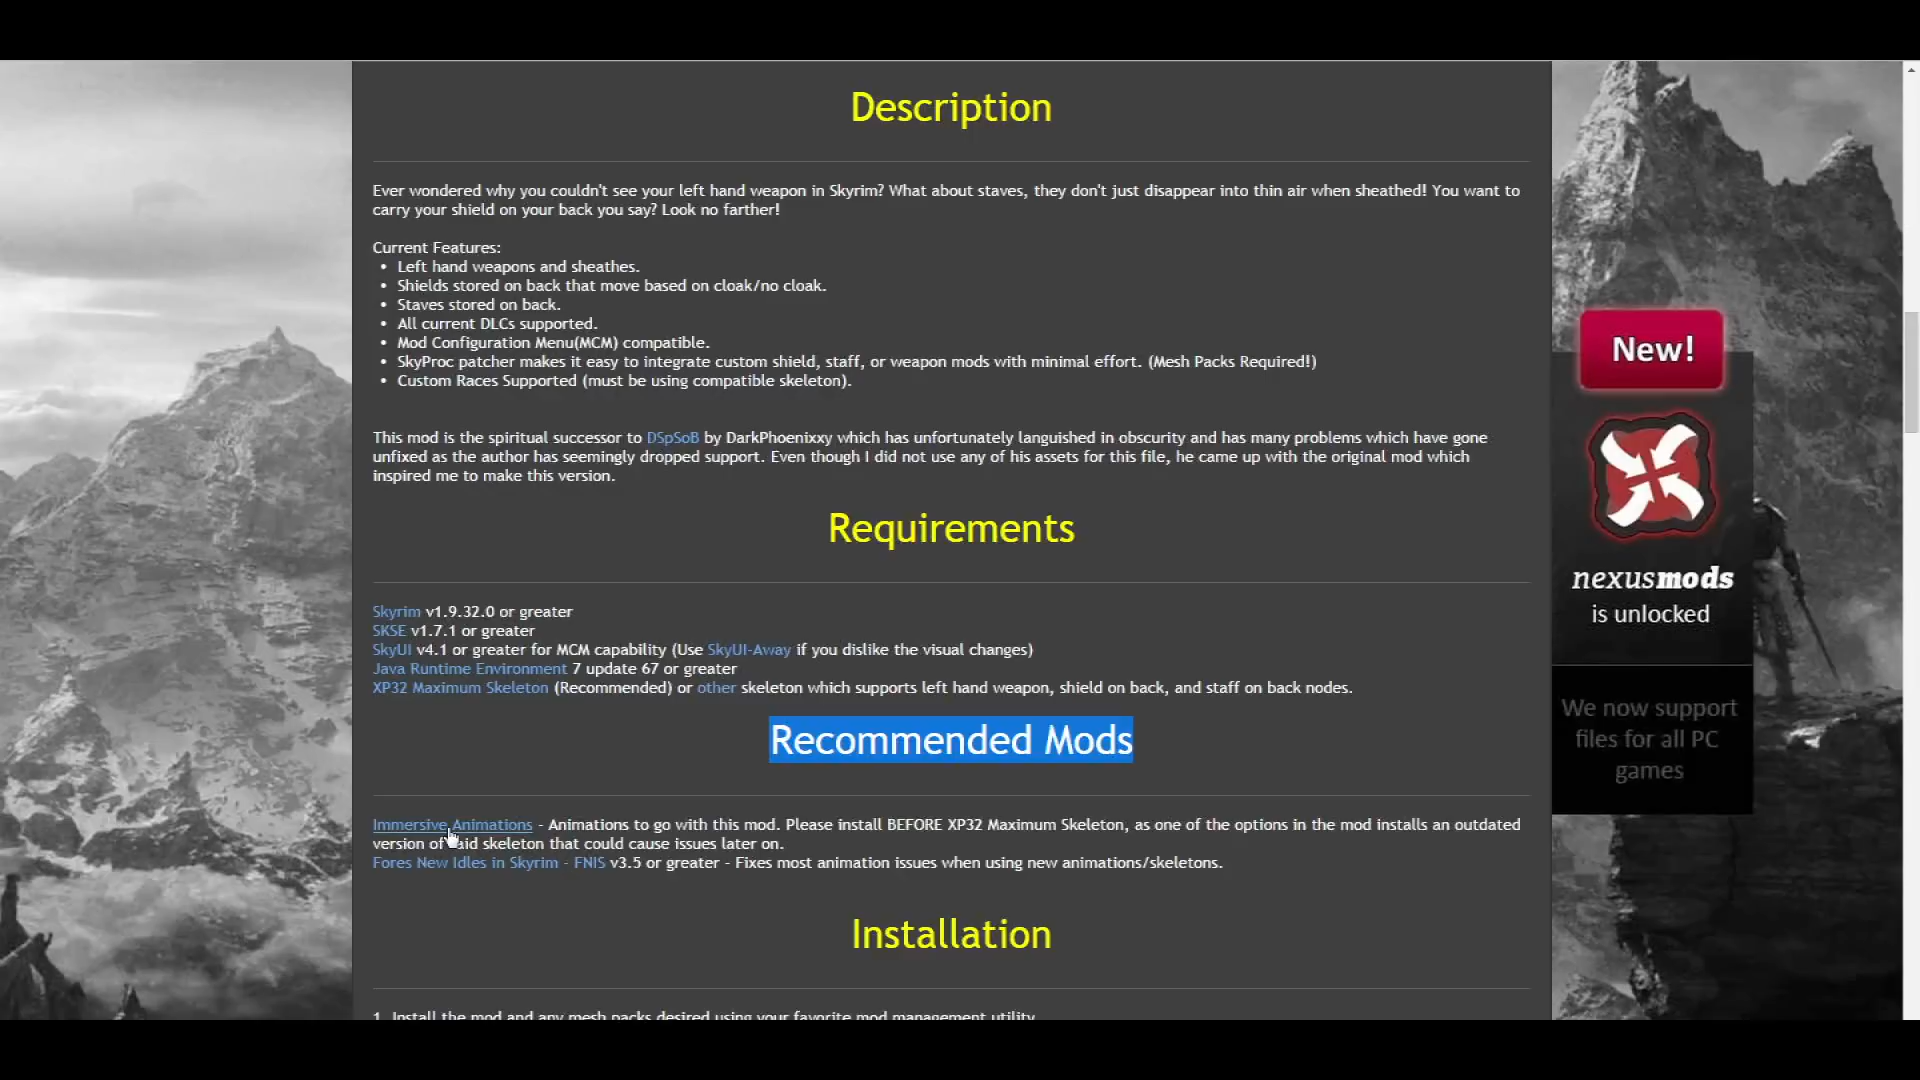 Description
Ever wondered why you couldn't see your left hand weapon in Skyrim? What about staves, they don't just disappear into thin air when sheathed! You want to
carry your shield on your back you say? Look no farther!
Current Features:
• Left hand weapons and sheathes.
• Shields stored on back that move based on cloak/no cloak.
• Staves stored on back.
• All current DLCs supported.
• Mod Configuration Menu(MCM) compatible.
• SkyProc patcher makes it easy to integrate custom shield, staff, or weapon mods with minimal effort. (Mesh Packs Required!)
• Custom Races Supported (must be using compatible skeleton).
This mod is the spiritual successor to DSpSoB by DarkPhoenixxy which has unfortunately languished in obscurity and has many problems which have gone
unfixed as the author has seemingly dropped support. Even though I did not use any of his assets for this file, he came up with the original mod which
inspired me to make this version.
Requirements
Skyrim v1.9.32.0 or greater
SKSE v1.7.1 or greater
SkyUI v4.1 or greater for MCM capability (Use SkyUI-Away if you dislike the visual changes)
Java Runtime Environment 7 update 67 or greater
XP32 Maximum Skeleton (Recommended) or other skeleton which supports left hand weapon, shield on back, and staff on back nodes.
Recommended Mods
Immersive Animations - Animations to go with this mod. Please install BEFORE XP32 Maximum Skeleton, as one of the options in the mod installs an outdated
version of said skeleton that could cause issues later on.
Fores New Idles in Skyrim - FNIS v3.5 or greater - Fixes most animation issues when using new animations/skeletons.
Installation
1. Install the mod and any mesh packs desired using your favorite mod management utility
New!
nexusmods
is unlocked
We now support
files for all PC
games